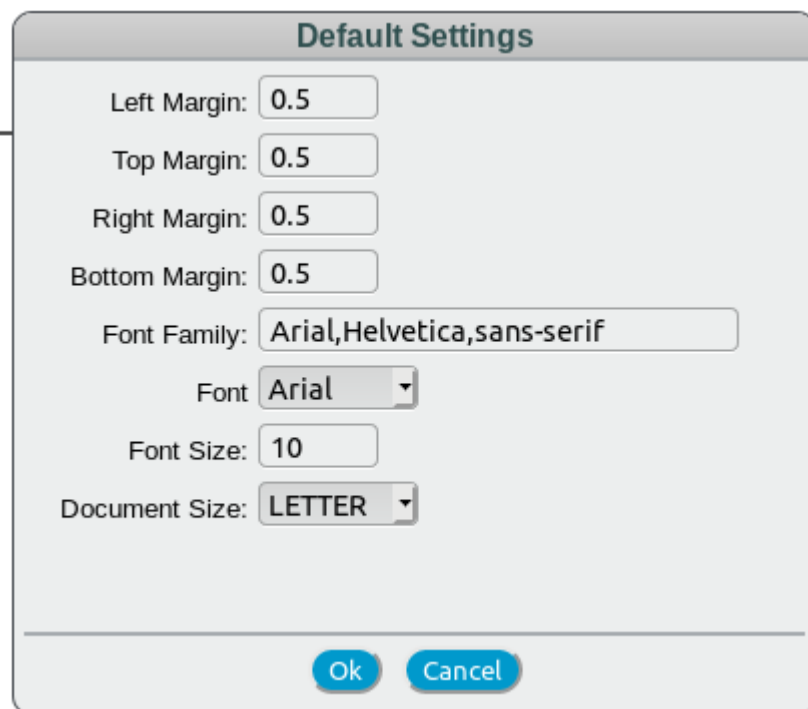 Default Settings
Left Margin: 0.5
Top Margin: 0.5
Right Margin: 0.5
Bottom Margin: 0.5
Font Family: Arial,Helvetica,sans-serif
Font Arial
Font Size: 10
Document Size: LETTER
Ok Cancel